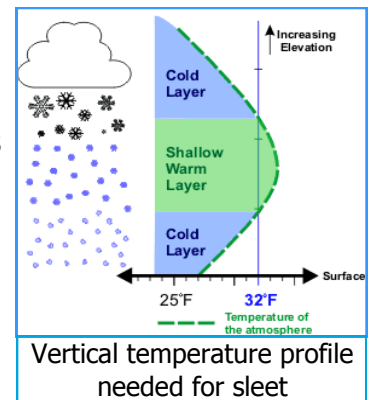 Increasing
Elevation
Cold
Layer
Shallow
Warm
Layer
Cold
Layer
Surface
25°F
32°F
Temperature of
the atmosphere
Vertical temperature profile
needed for sleet